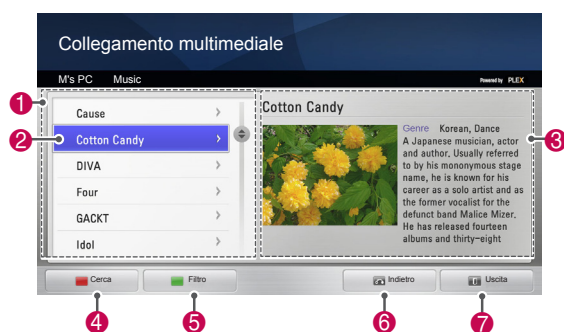 Collegamento multimediale
M's PC Music
Powered by PLEX
1
2
Cause
Cotton Candy
DIVA
Four
GACKT
Idol
Cotton Candy
Genre Korean, Dance
A Japanese musician, actor
and author. Usually referred
to by his mononymous stage
name, he is known for his
career as a solo artist and as
the former vocalist for the
defunct band Malice Mizer.
He has released fourteen
albums and thirty-eight
3
Cerca
Filtro
Indietro
Uscita
4
5
6
7